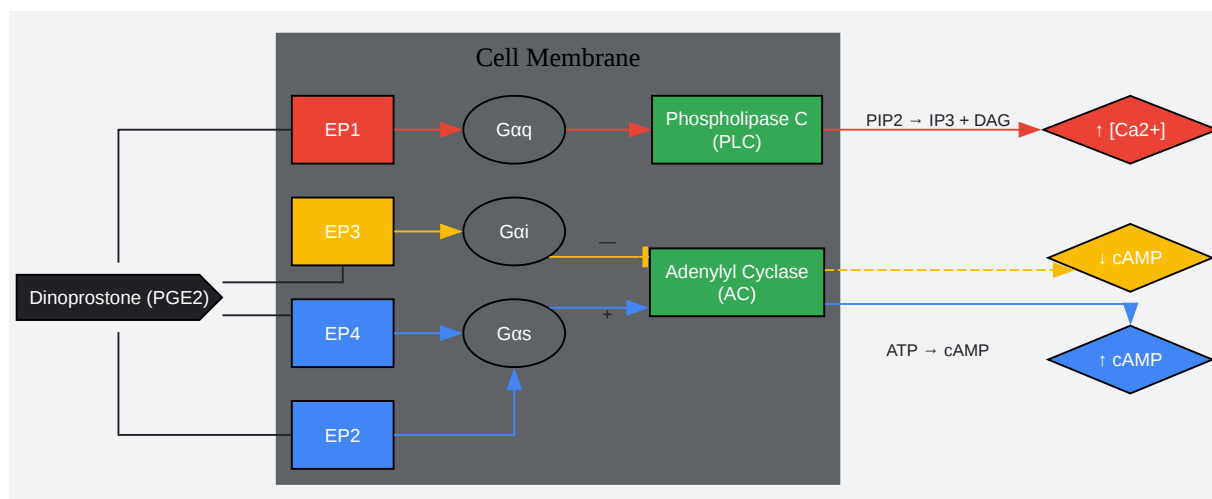 Cell Membrane
EP1
Gαq
Phospholipase C
(PLC)
PIP2 → IP3 + DAG
↑ [Ca2+]
EP3
Gαi
—
Adenylyl Cyclase
(AC)
↓ cAMP
Dinoprostone (PGE2)
EP4
Gαs
+
ATP → cAMP
↑ cAMP
EP2